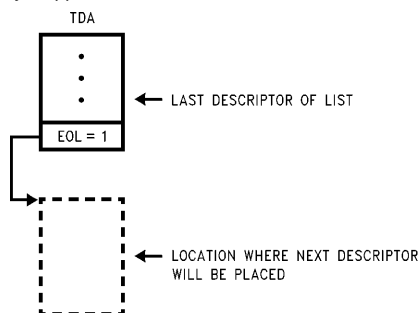 TDA
LAST DESCRIPTOR OF LIST
EOL = 1
LOCATION WHERE NEXT DESCRIPTOR
WILL BE PLACED